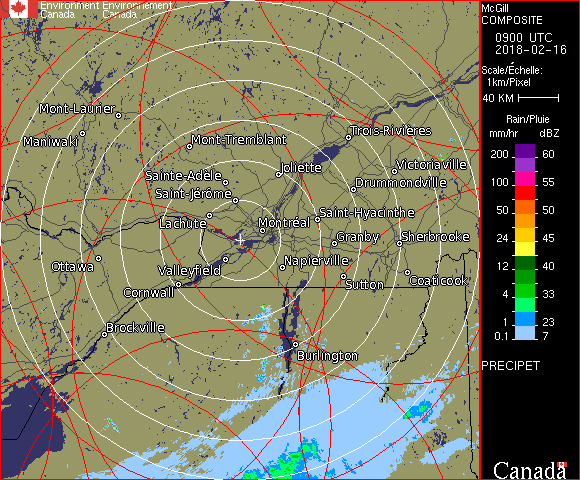 Environment Environnement
Canada Canada
McGill
COMPOSITE
0900 UTC
2018-02-16
Scale/Échelle:
1km/Pixel
40 KM
Rain/Pluie
mm/hr dBZ
200 60
100 55
50 50
24 45
12 40
4 33
1 23
0.1 7
PRECIPET
Canada
Mont-Laurier
Maniwaki
Mont-Tremblant
Trois-Rivières
Sainte-Adèle
Joliette
Victoriaville
Saint-Jérôme
Drummondville
Lachute
Montréal
Saint-Hyacinthe
Granby
Sherbrooke
Ottawa
Valleyfield
Napierville
Cornwall
Sutton
Coaticook
Brockville
Burlington